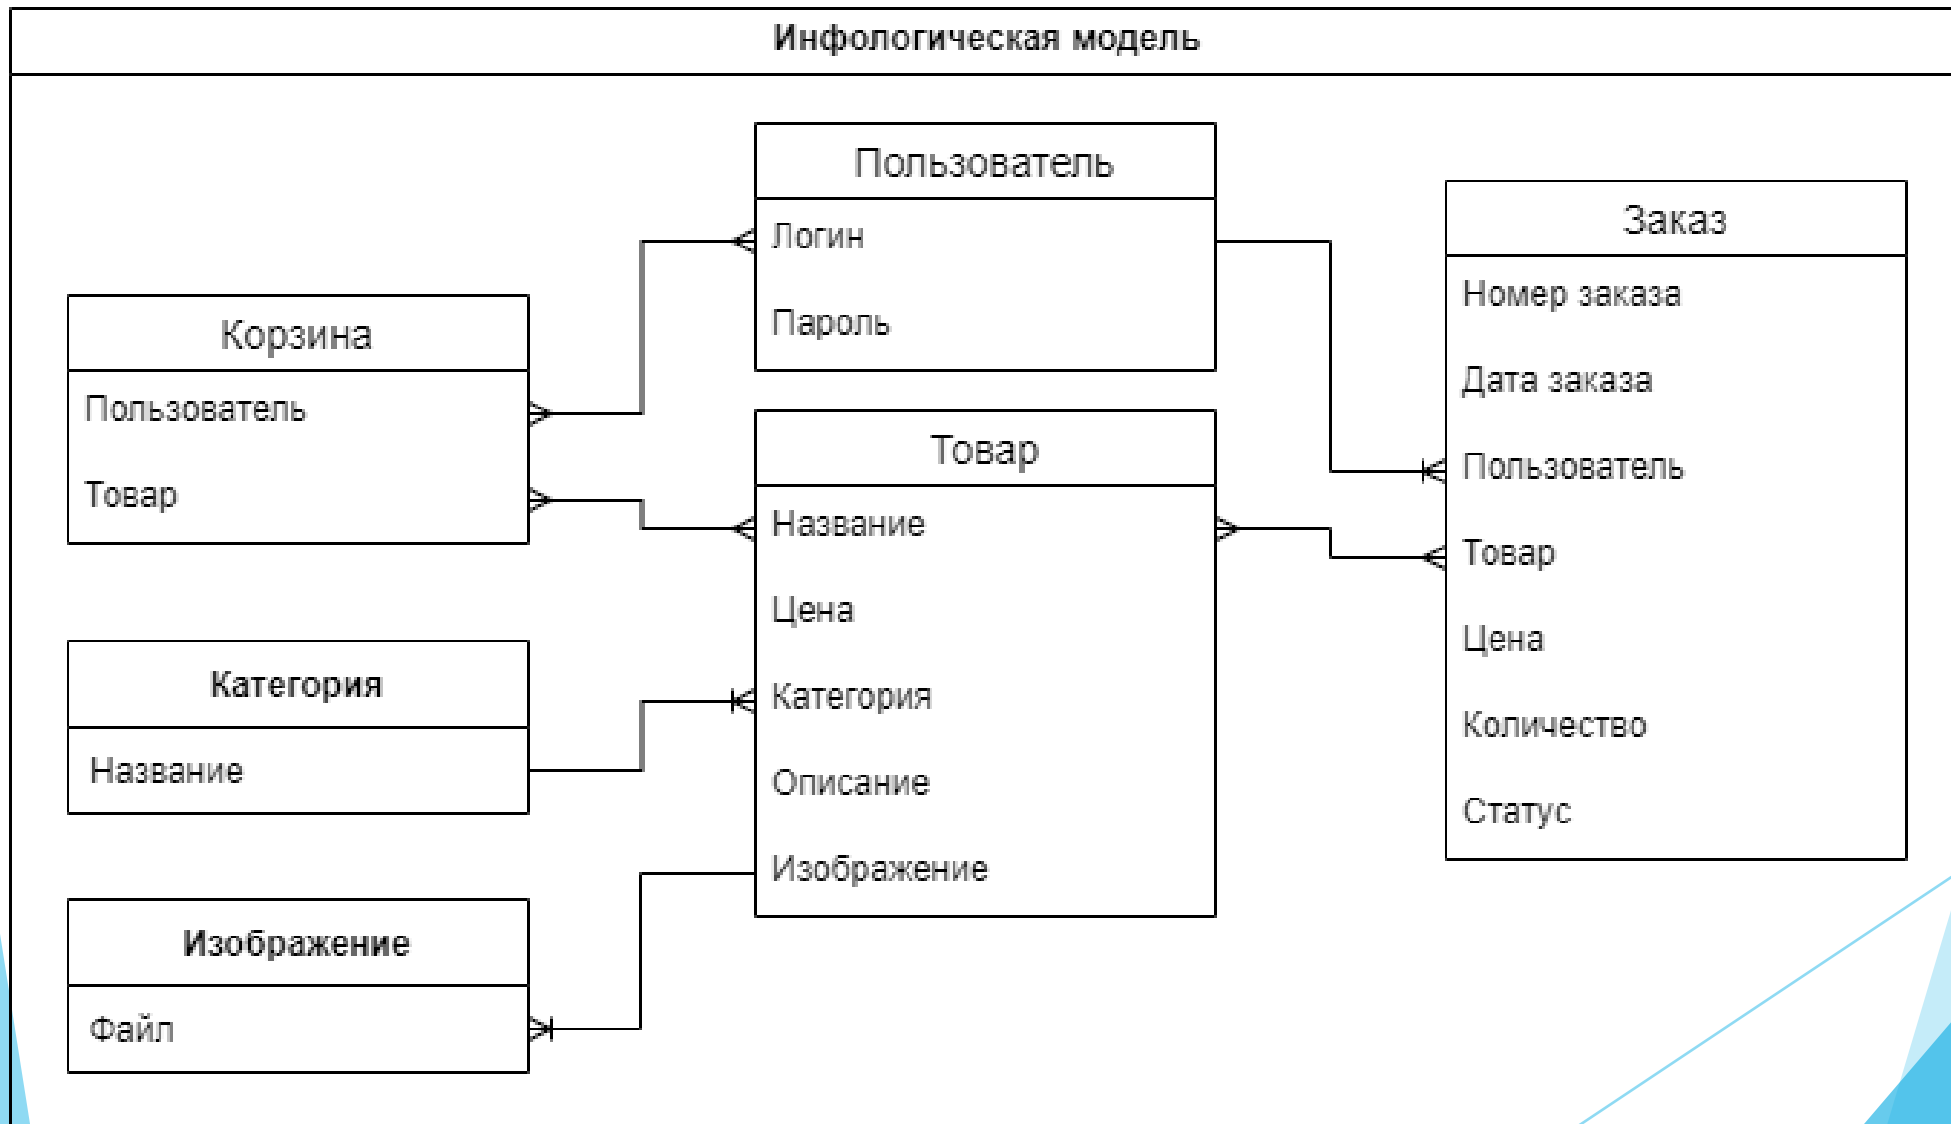 Инфологическая модель
Пользователь
Логин
Пароль
Заказ
Номер заказа
Дата заказа
Пользователь
Товар
Цена
Количество
Статус
Корзина
Пользователь
Товар
Товар
Название
Цена
Категория
Описание
Изображение
Категория
Название
Изображение
Файл